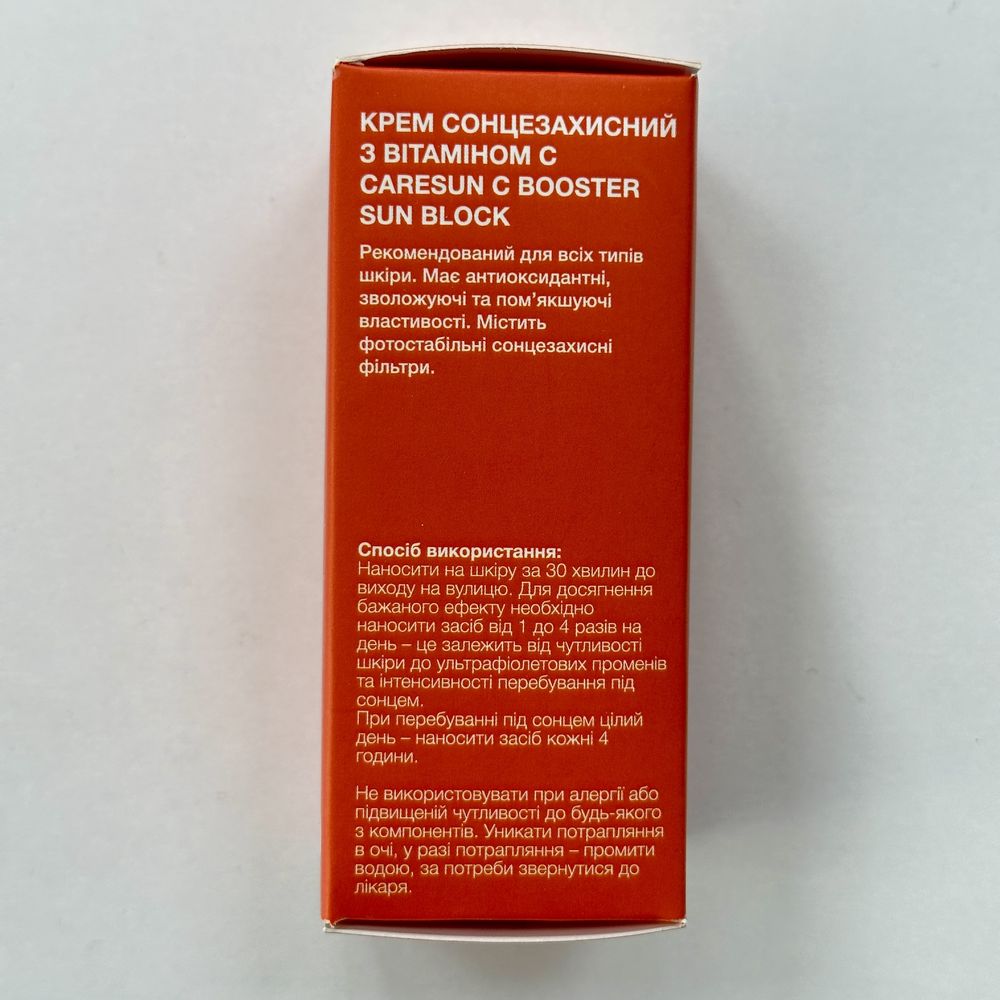 КРЕМ СОНЦЕЗАХИСНИЙ
З ВІТАМІНОМ С
CARESUN C BOOSTER
SUN BLOCK
Рекомендований для всіх типів
шкіри. Має антиоксидантні,
зволожуючі та пом'якшуючі
властивості. Містить
фотостабільні сонцезахисні
фільтри.
Спосіб використання:
Наносити на шкіру за 30 хвилин до
виходу на вулицю. Для досягнення
бажаного ефекту необхідно
наносити засіб від 1 до 4 разів на
день – це залежить від чутливості
шкіри до ультрафіолетових променів
та інтенсивності перебування під
сонцем.
При перебуванні під сонцем цілий
день – наносити засіб кожні 4
години.
Не використовувати при алергії або
підвищеній чутливості до будь-якого
з компонентів. Уникати потрапляння
в очі, у разі потрапляння – промити
водою, за потреби звернутися до
лікаря.